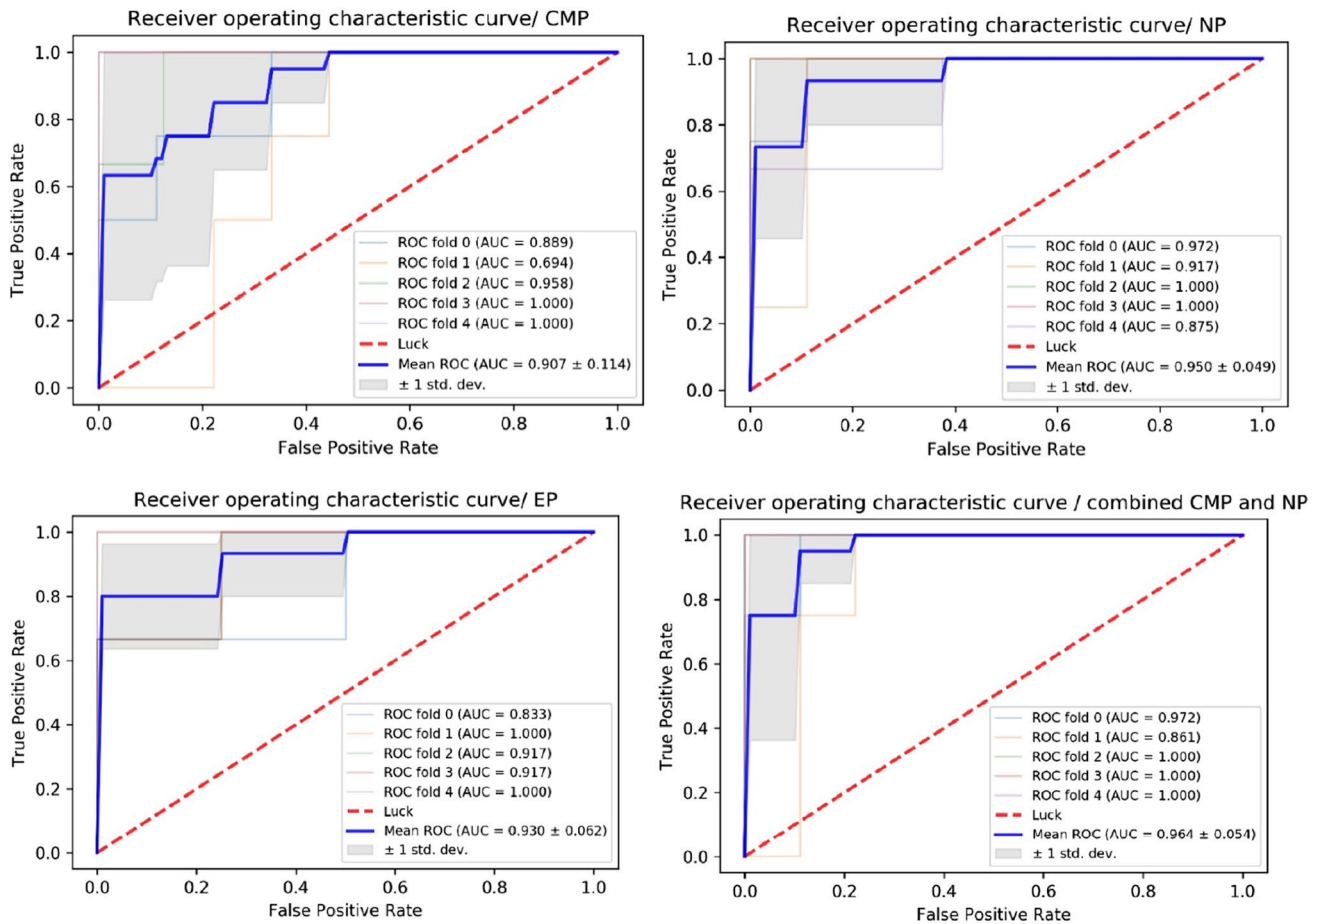 Receiver operating characteristic curve/ CMP
1.0
0.8
0.6
0.4
0.2
0.0
True Positive Rate
ROC fold 0 (AUC = 0.889)
ROC fold 1 (AUC = 0.694)
ROC fold 2 (AUC = 0.958)
ROC fold 3 (AUC = 1.000)
ROC fold 4 (AUC = 1.000)
Luck
Mean ROC (AUC = 0.907 ± 0.114)
± 1 std. dev.
0.0 0.2 0.4 0.6 0.8 1.0
False Positive Rate
Receiver operating characteristic curve/ NP
1.0
0.8
0.6
0.4
0.2
0.0
True Positive Rate
ROC fold 0 (AUC = 0.972)
ROC fold 1 (AUC = 0.917)
ROC fold 2 (AUC = 1.000)
ROC fold 3 (AUC = 1.000)
ROC fold 4 (AUC = 0.875)
Luck
Mean ROC (AUC = 0.950 ± 0.049)
± 1 std. dev.
0.0 0.2 0.4 0.6 0.8 1.0
False Positive Rate
Receiver operating characteristic curve/ EP
1.0
0.8
0.6
0.4
0.2
0.0
True Positive Rate
ROC fold 0 (AUC = 0.833)
ROC fold 1 (AUC = 1.000)
ROC fold 2 (AUC = 0.917)
ROC fold 3 (AUC = 0.917)
ROC fold 4 (AUC = 1.000)
Luck
Mean ROC (AUC = 0.930 ± 0.062)
± 1 std. dev.
0.0 0.2 0.4 0.6 0.8 1.0
False Positive Rate
Receiver operating characteristic curve / combined CMP and NP
1.0
0.8
0.6
0.4
0.2
0.0
True Positive Rate
ROC fold 0 (AUC = 0.972)
ROC fold 1 (AUC = 0.861)
ROC fold 2 (AUC = 1.000)
ROC fold 3 (AUC = 1.000)
ROC fold 4 (AUC = 1.000)
Luck
Mean ROC (AUC = 0.964 ± 0.054)
± 1 std. dev.
0.0 0.2 0.4 0.6 0.8 1.0
False Positive Rate